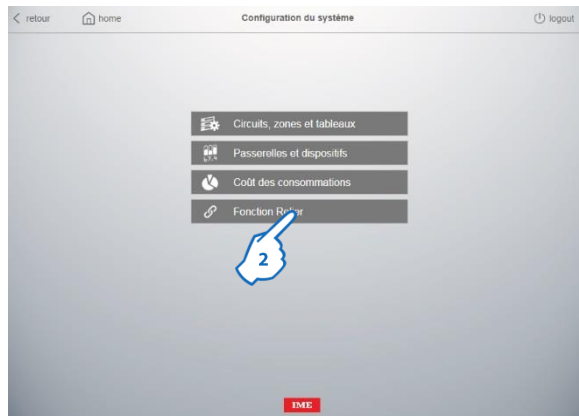 retour home Configuration du système logout
Circuits, zones et tableaux
Passerelles et dispositifs
Coût des consommations
Fonction Relier
2
IME